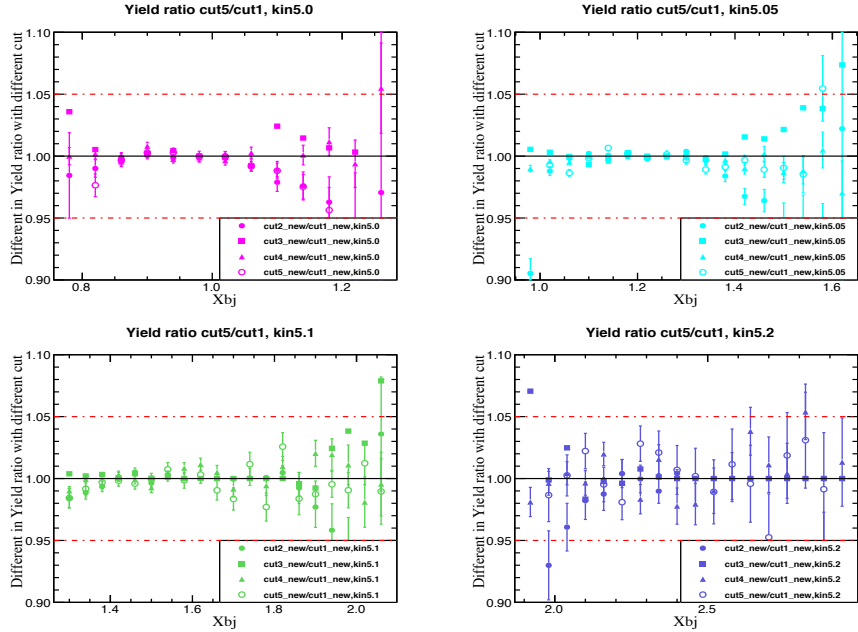 Yield ratio cut5/cut1, kin5.0
Different in Yield ratio with different cut
1.10
1.05
1.00
0.95
0.90
cut2_new/cut1_new,kin5.0
cut3_new/cut1_new,kin5.0
cut4_new/cut1_new,kin5.0
cut5_new/cut1_new,kin5.0
0.8 1.0 1.2
Xbj
Yield ratio cut5/cut1, kin5.05
Different in Yield ratio with different cut
1.10
1.05
1.00
0.95
0.90
cut2_new/cut1_new,kin5.05
cut3_new/cut1_new,kin5.05
cut4_new/cut1_new,kin5.05
cut5_new/cut1_new,kin5.05
1.0 1.2 1.4 1.6
Xbj
Yield ratio cut5/cut1, kin5.1
Different in Yield ratio with different cut
1.10
1.05
1.00
0.95
0.90
cut2_new/cut1_new,kin5.1
cut3_new/cut1_new,kin5.1
cut4_new/cut1_new,kin5.1
cut5_new/cut1_new,kin5.1
1.4 1.6 1.8 2.0
Xbj
Yield ratio cut5/cut1, kin5.2
Different in Yield ratio with different cut
1.10
1.05
1.00
0.95
0.90
cut2_new/cut1_new,kin5.2
cut3_new/cut1_new,kin5.2
cut4_new/cut1_new,kin5.2
cut5_new/cut1_new,kin5.2
2.0 2.5
Xbj